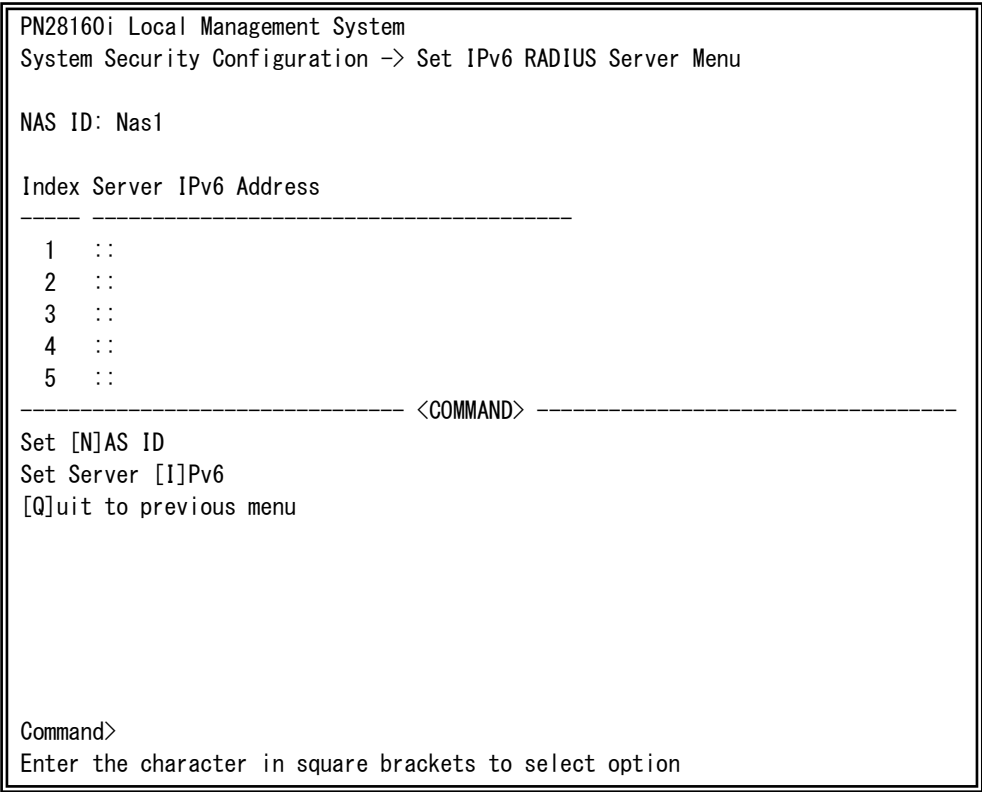 PN28160i Local Management System
System Security Configuration -> Set IPv6 RADIUS Server Menu
NAS ID: Nas1
Index Server IPv6 Address
----- ----------------------------------------
1 ::
2 ::
3 ::
4 ::
5 ::
-------------------------------- <COMMAND> -----------------------------------
Set [N]AS ID
Set Server [I]Pv6
[Q]uit to previous menu
Command>
Enter the character in square brackets to select option